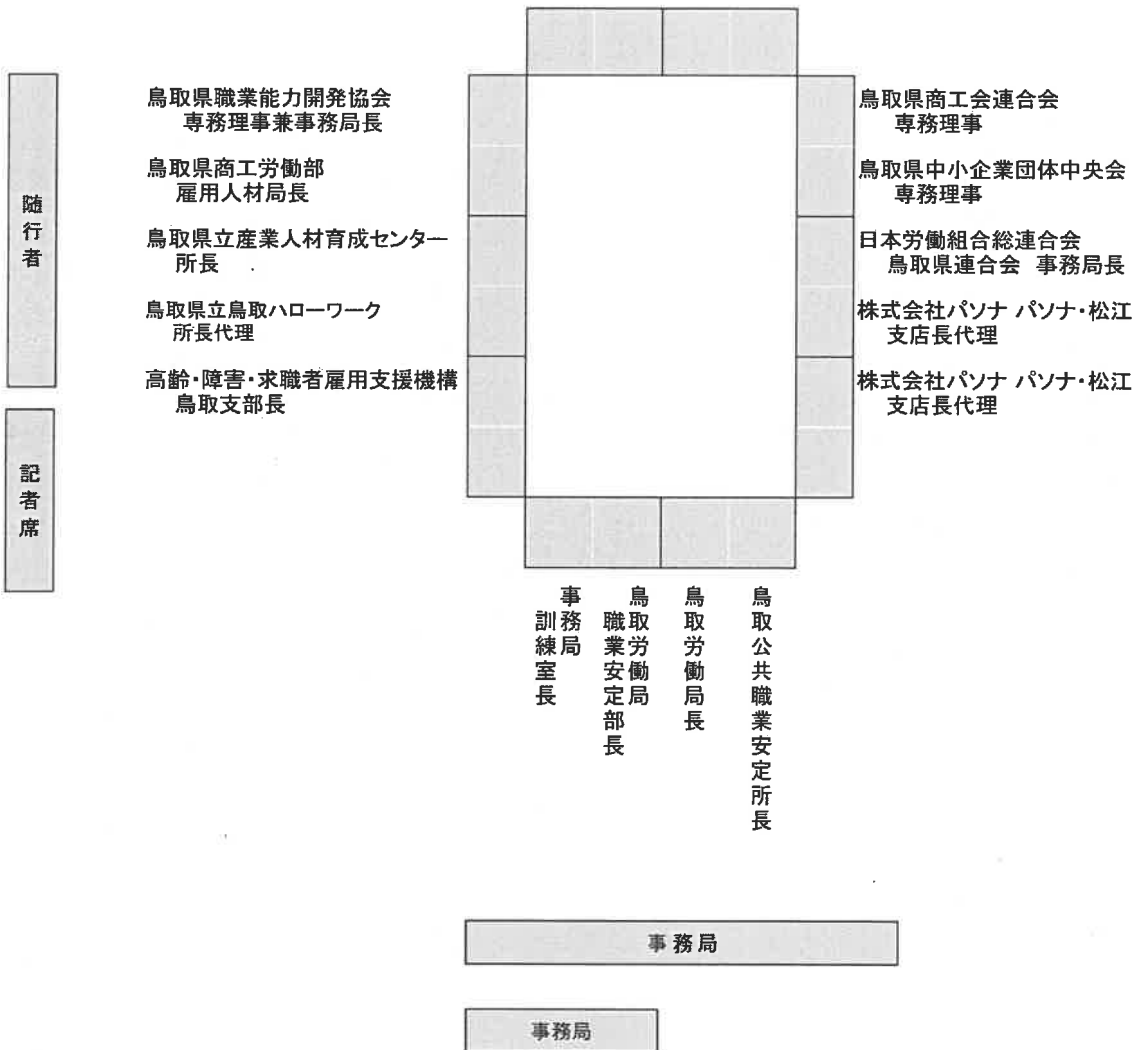 随行者
記者席
鳥取県職業能力開発協会
専務理事兼事務局長
鳥取県商工労働部
雇用人材局長
鳥取県立産業人材育成センター
所長
鳥取県立鳥取ハローワーク
所長代理
高齢・障害・求職者雇用支援機構
鳥取支部長
鳥取県商工会連合会
専務理事
鳥取県中小企業団体中央会
専務理事
日本労働組合総連合会
鳥取県連合会 事務局長
株式会社パソナ パソナ・松江
支店長代理
株式会社パソナ パソナ・松江
支店長代理
事務局
訓練室長
鳥取労働局
職業安定部長
鳥取労働局長
鳥取公共職業安定所長
事務局
事務局